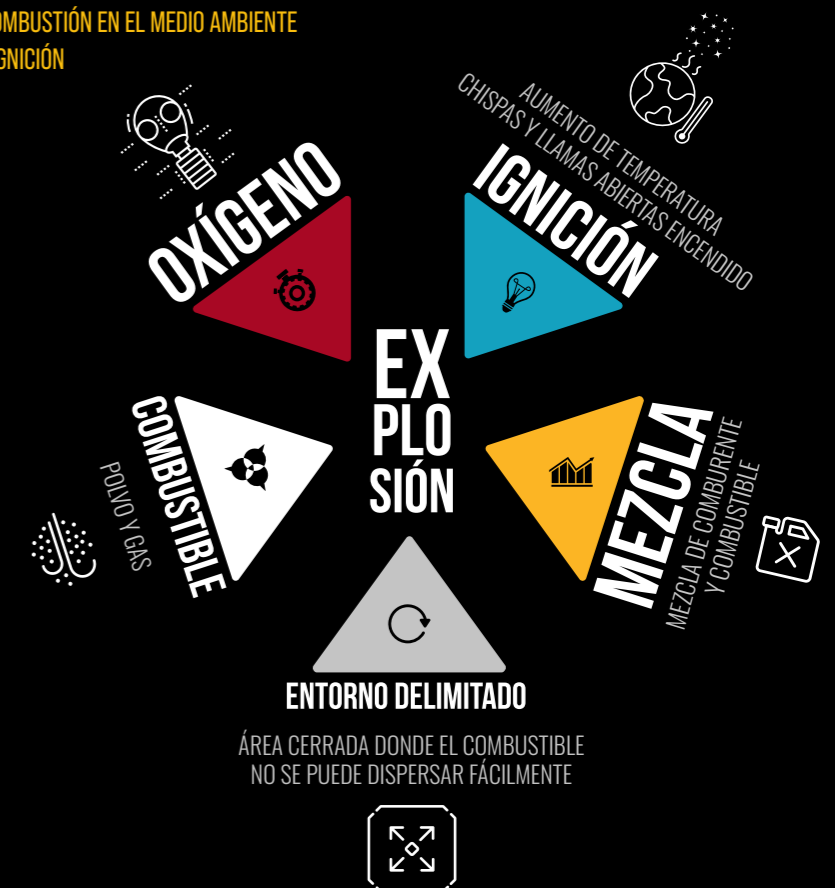 OMBUSTIÓN EN EL MEDIO AMBIENTE
GNICIÓN
OXÍGENO
IGNICIÓN
AUMENTO DE TEMPERATURA
CHISPAS Y LLAMAS ABIERTAS ENCENDIDO
EX
PLO
SIÓN
COMBUSTIBLE
POLVO Y GAS
MEZCLA
MEZCLA DE COMBURENTE
Y COMBUSTIBLE
ENTORNO DELIMITADO
ÁREA CERRADA DONDE EL COMBUSTIBLE
NO SE PUEDE DISPERSAR FÁCILMENTE